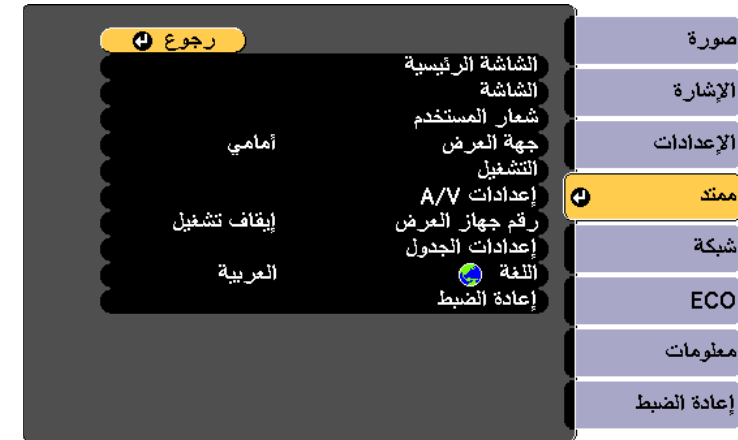 صورة
الإشارة
الإعدادات
ممتد
شبكة
ECO
معلومات
إعادة الضبط
رجوع
الشاشة الرئيسية
الشاشة
شعار المستخدم
جهة العرض أمامي
التشغيل
إعدادات A/V
رقم جهاز العرض إيقاف تشغيل
إعدادات الجدول
اللغة العربية
إعادة الضبط